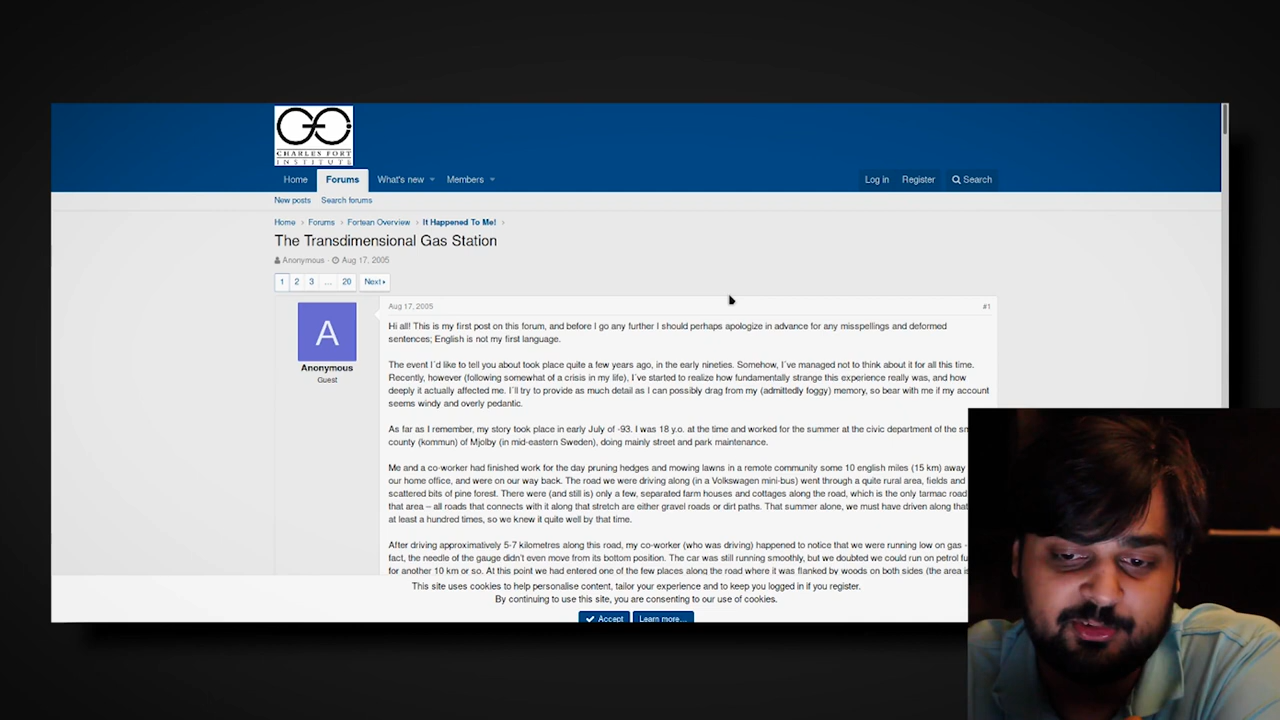 CHARLES FORT
INSTITUTE
Home Forums What's new Members Log in Register Search
New posts Search forums
Home › Forums › Fortean Overview › It Happened To Me! ›
The Transdimensional Gas Station
Anonymous · Aug 17, 2005
1 2 3 ... 20 Next
Aug 17, 2005 #1
A
Anonymous
Guest
Hi all! This is my first post on this forum, and before I go any further I should perhaps apologize in advance for any misspellings and deformed
sentences; English is not my first language.
The event I´d like to tell you about took place quite a few years ago, in the early nineties. Somehow, I´ve managed not to think about it for all this time.
Recently, however (following somewhat of a crisis in my life), I´ve started to realize how fundamentally strange this experience really was, and how
deeply it actually affected me. I´ll try to provide as much detail as I can possibly drag from my (admittedly foggy) memory, so bear with me if my account
seems windy and overly pedantic.
As far as I remember, my story took place in early July of -93. I was 18 y.o. at the time and worked for the summer at the civic department of the
county (kommun) of Mjolby (in mid-eastern Sweden), doing mainly street and park maintenance.
Me and a co-worker had finished work for the day pruning hedges and mowing lawns in a remote community some 10 english miles (15 km) away
our home office, and were on our way back. The road we were driving along (in a Volkswagen mini-bus) went through a quite rural area, fields and
scattered bits of pine forest. There were (and still is) only a few, separated farm houses and cottages along the road, which is the only tarmac road
that area – all roads that connects with it along that stretch are either gravel roads or dirt paths. That summer alone, we must have driven along that
at least a hundred times, so we knew it quite well by that time.
After driving approximatively 5-7 kilometres along this road, my co-worker (who was driving) happened to notice that we were running low on gas -
fact, the needle of the gauge didn't even move from its bottom position. The car was still running smoothly, but we doubted we could run on petrol
for another 10 km or so. At this point we had entered one of the few places along the road where it was flanked by woods on both sides (the area
This site uses cookies to help personalise content, tailor your experience and to keep you logged in if you register.
By continuing to use this site, you are consenting to our use of cookies.
Accept Learn more...